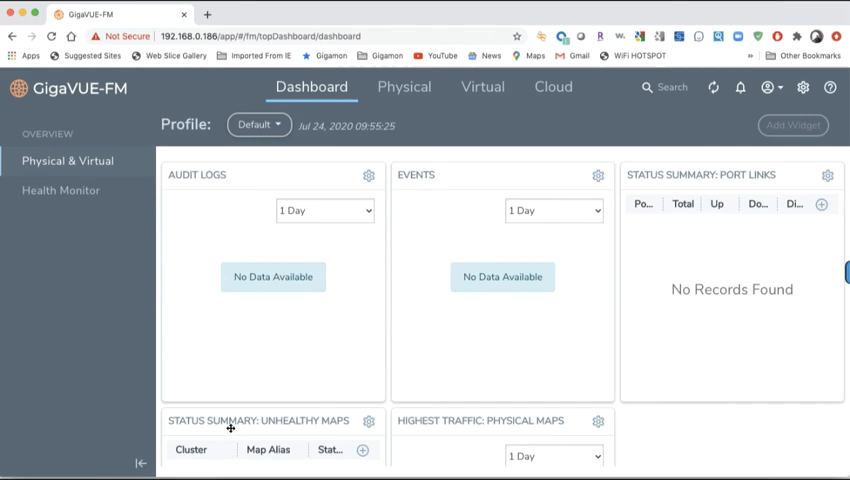 GigaVUE-FM
Not Secure 192.168.0.186/app/#/fm/topDashboard/dashboard
Apps Suggested Sites Web Slice Gallery Imported From IE Gigamon Gigamon YouTube News Maps Gmail WiFi HOTSPOT Other Bookmarks
GigaVUE-FM Dashboard Physical Virtual Cloud Search
Profile: Default Jul 24, 2020 09:55:25 Add Widget
OVERVIEW
Physical & Virtual
Health Monitor
AUDIT LOGS
1 Day
No Data Available
EVENTS
1 Day
No Data Available
STATUS SUMMARY: PORT LINKS
Po... Total Up Do... Di...
No Records Found
STATUS SUMMARY: UNHEALTHY MAPS
Cluster Map Alias Stat...
HIGHEST TRAFFIC: PHYSICAL MAPS
1 Day